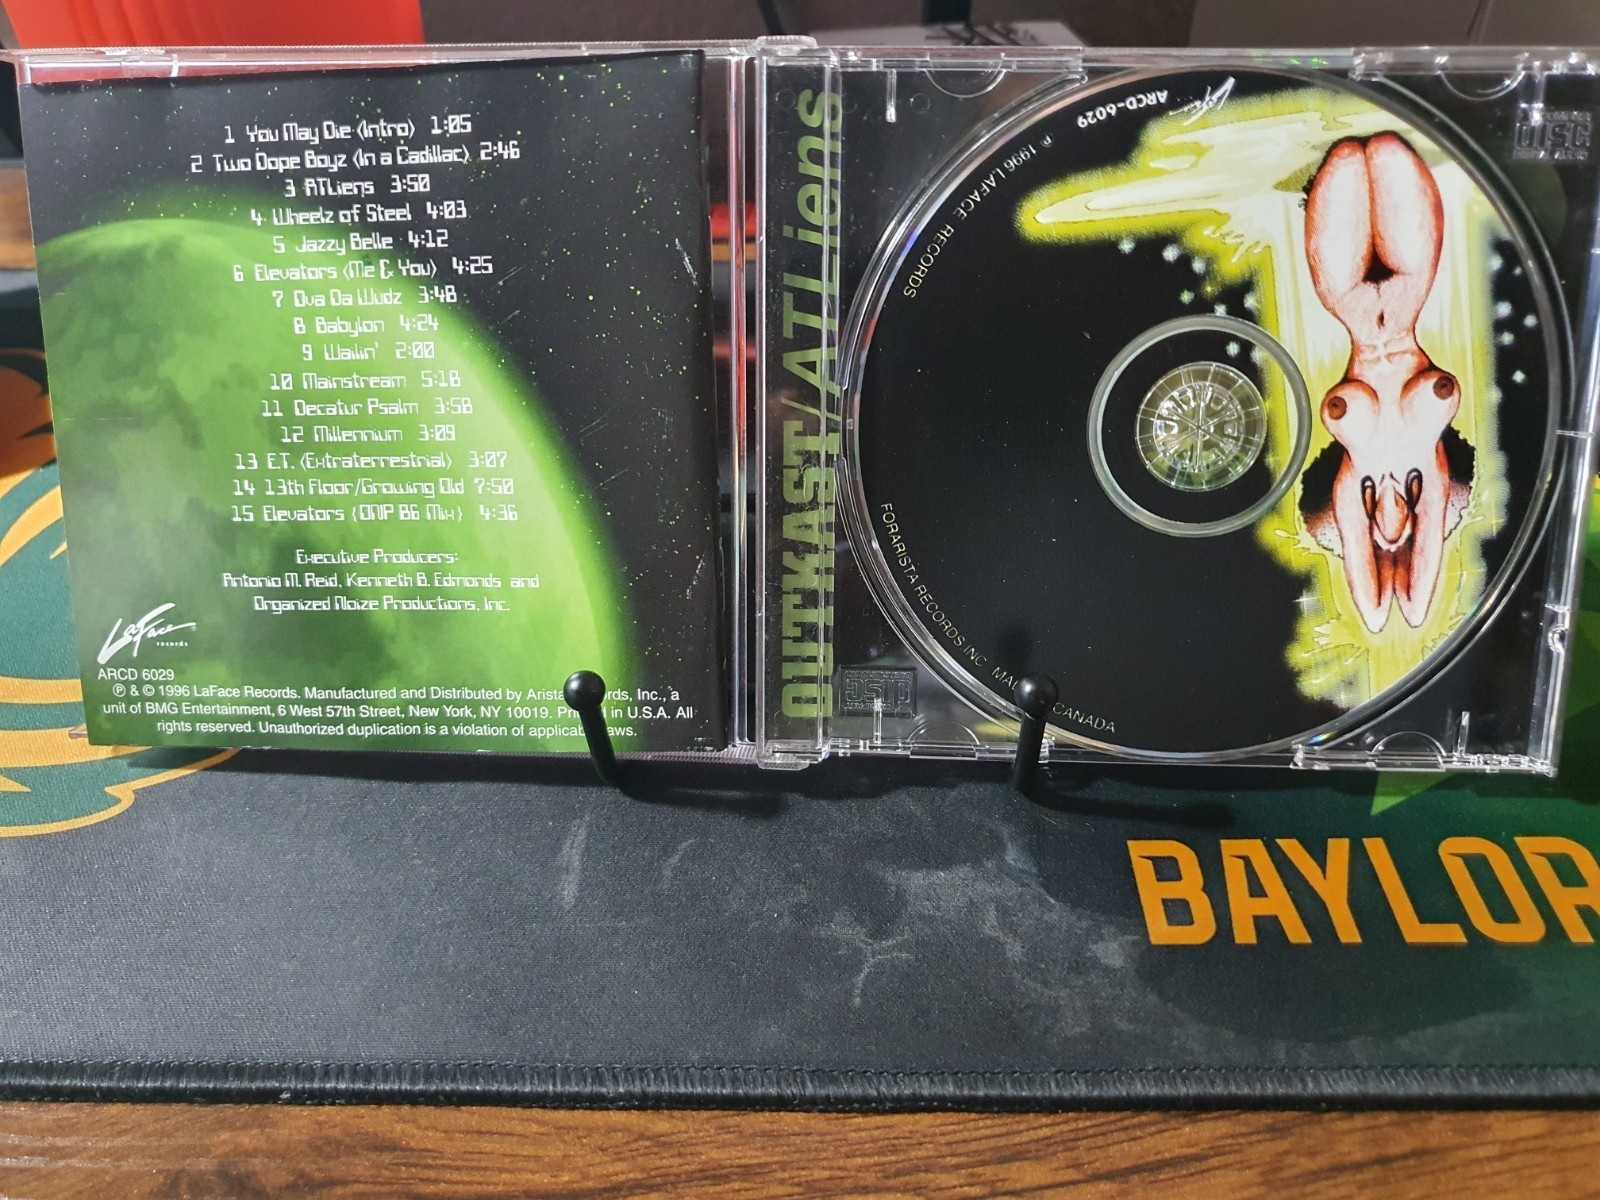 1 You May Die (Intro) 1:05
2 Two Dope Boyz (In a Cadillac) 2:46
3 ATLiens 3:50
4 Wheelz of Steel 4:03
5 Jazzy Belle 4:12
6 Elevators (Me & You) 4:25
7 Ova Da Wudz 3:48
8 Babylon 4:24
9 Wailin' 2:00
10 Mainstream 5:18
11 Decatur Psalm 3:58
12 Millennium 3:09
13 E.T. (Extraterrestrial) 3:07
14 13th Floor/Growing Old 7:50
15 Elevators (ONP 86 Mix) 4:36
Executive Producers:
Antonio M. Reid, Kenneth B. Edmonds and
Organized Noize Productions, Inc.
LaFace
records
ARCD 6029
℗ & © 1996 LaFace Records. Manufactured and Distributed by Arista Records, Inc., a
unit of BMG Entertainment, 6 West 57th Street, New York, NY 10019. Printed in U.S.A. All
rights reserved. Unauthorized duplication is a violation of applicable laws.
OUTKAST/ATLiens
LaFace
ARCD-6029
℗ 1996 LAFACE RECORDS
FOR ARISTA RECORDS INC. CANADA
disc
disc
BAYLOR